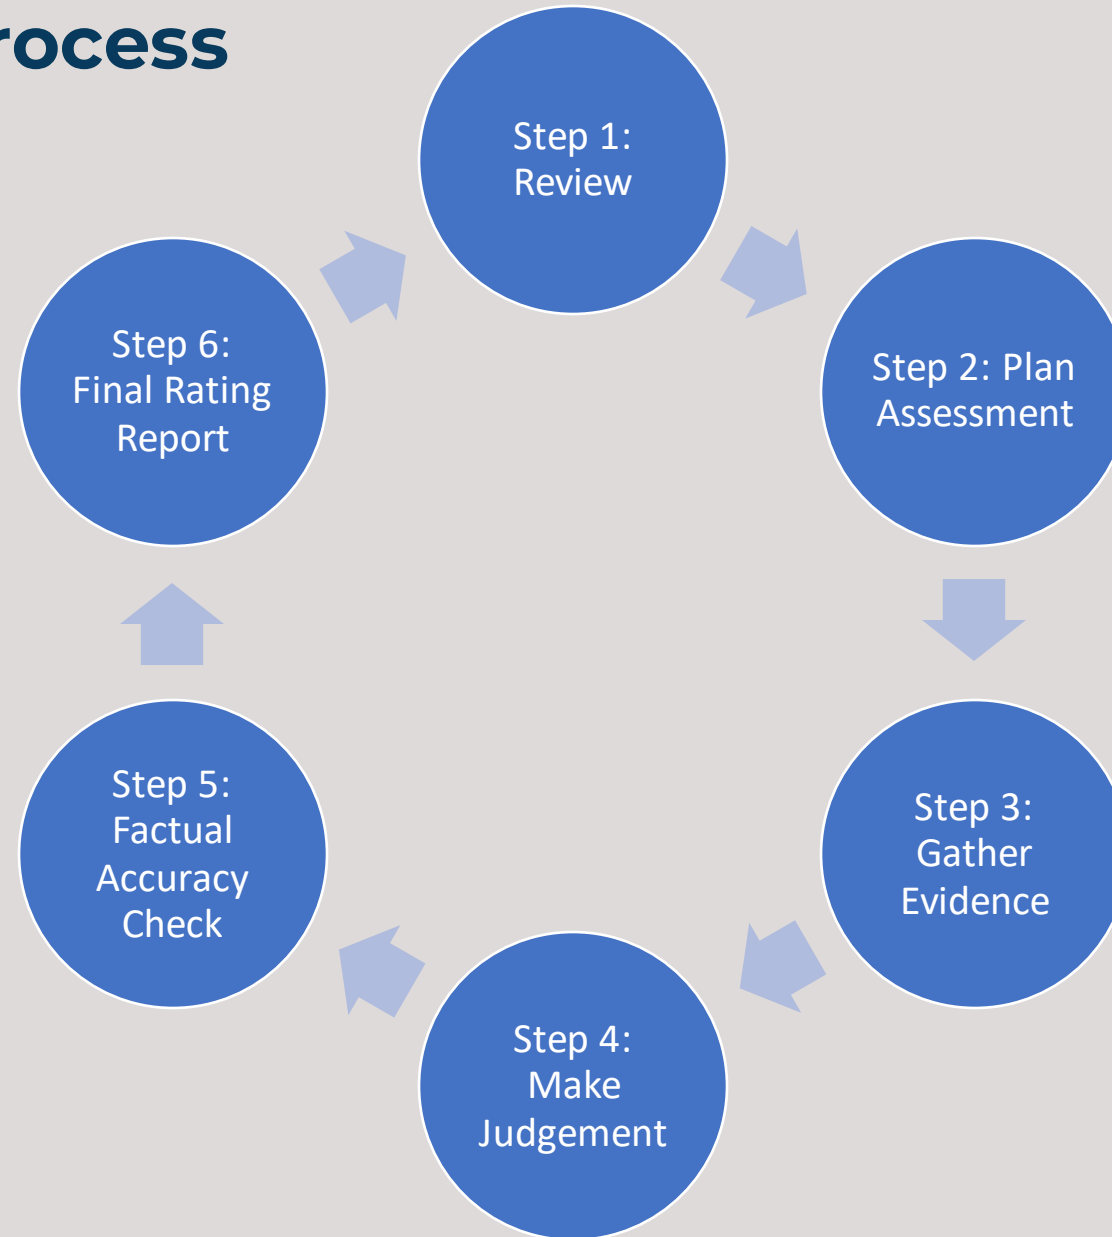 rocess
Step 1:
Review
Step 2: Plan
Assessment
Step 3:
Gather
Evidence
Step 4:
Make
Judgement
Step 5:
Factual
Accuracy
Check
Step 6:
Final Rating
Report